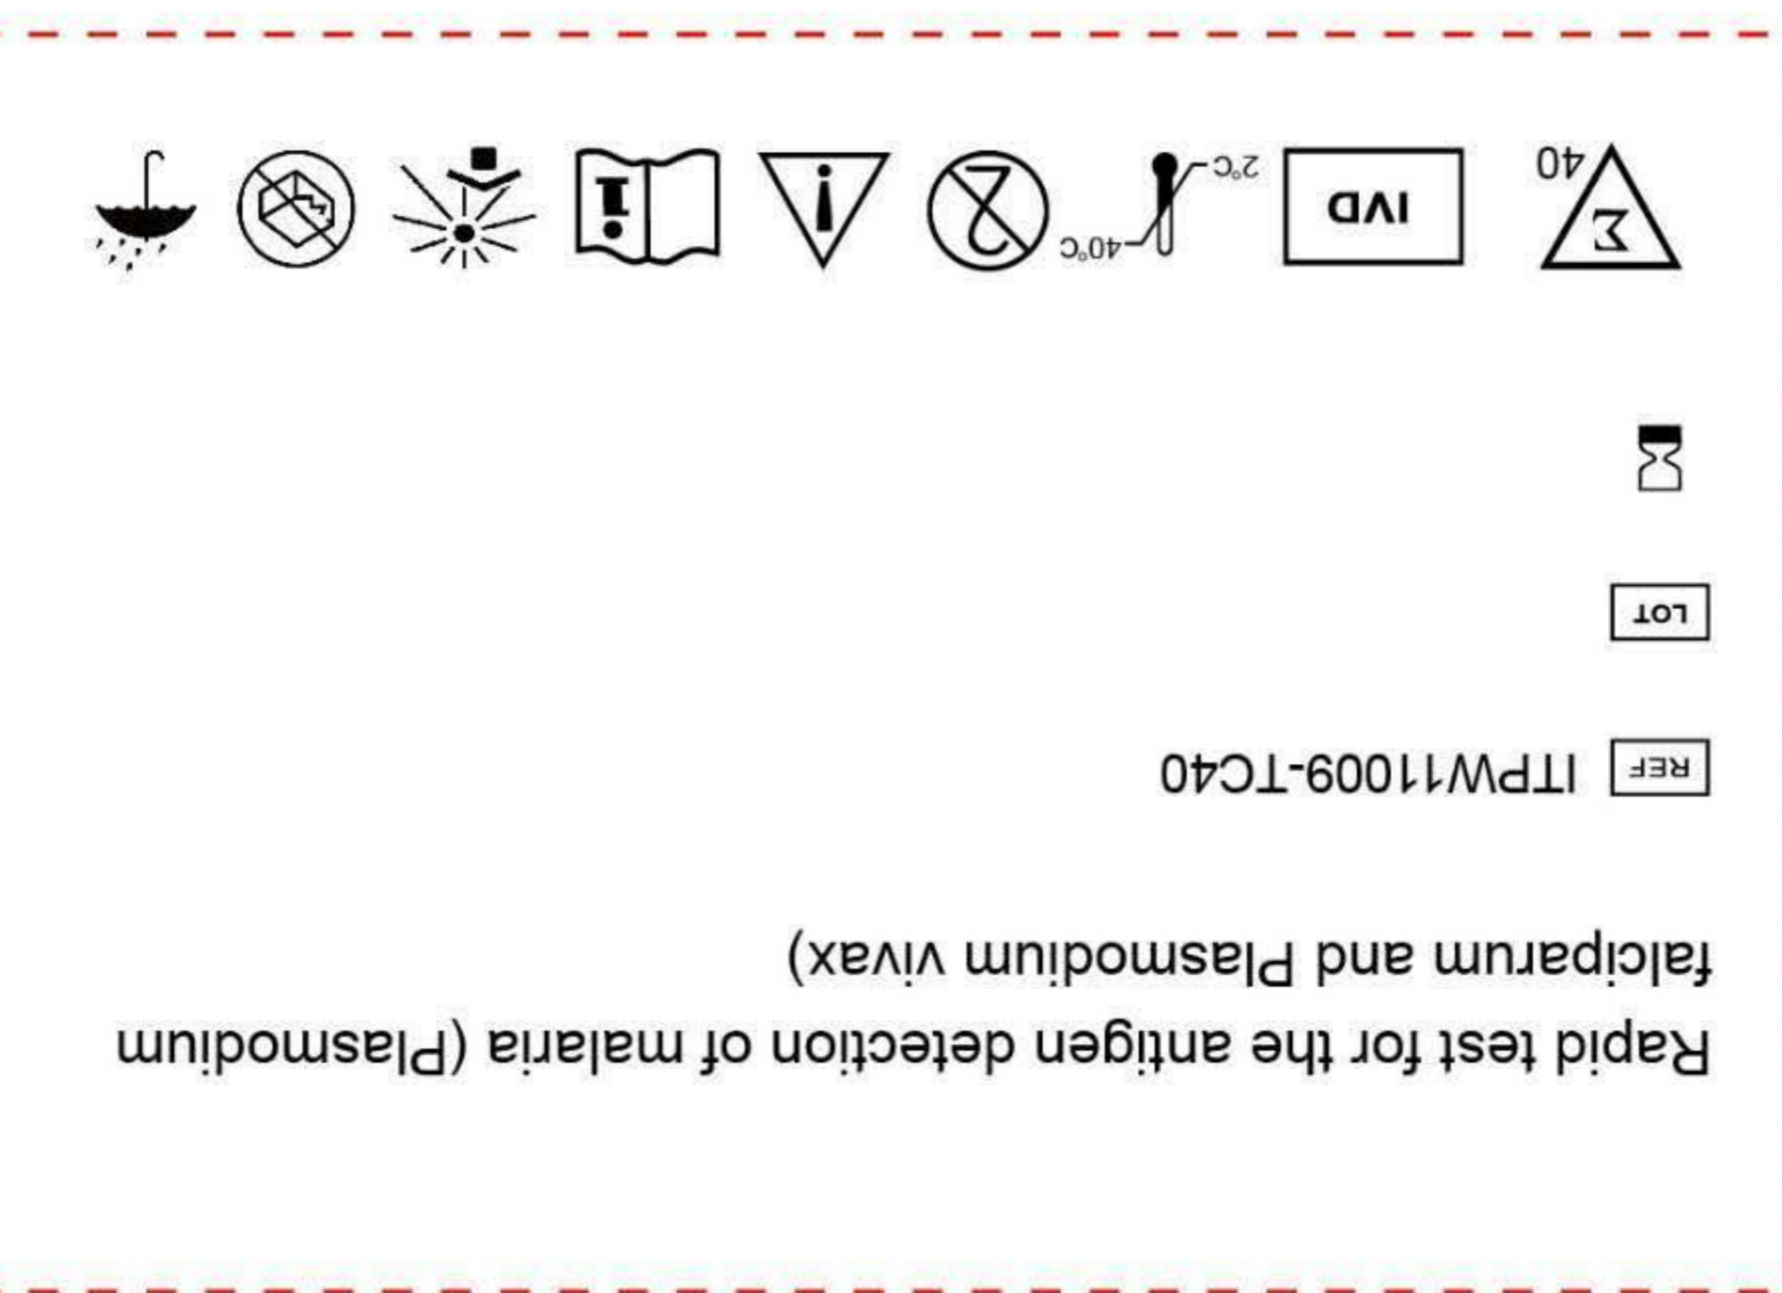 Rapid test for the antigen detection of malaria (Plasmodium
falciparum and Plasmodium vivax)
REF ITPW11009-TC40
LOT
Σ 40
IVD
2°C
40°C
2
i